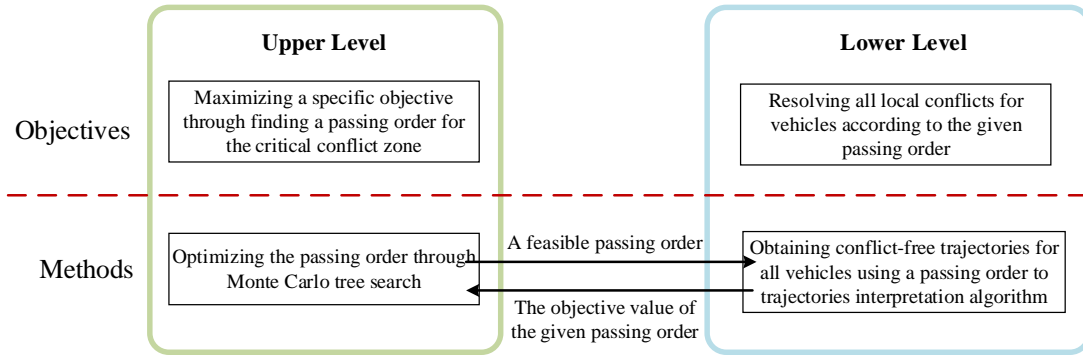 Upper Level
Lower Level
Objectives
Maximizing a specific objective
through finding a passing order for
the critical conflict zone
Resolving all local conflicts for
vehicles according to the given
passing order
Methods
Optimizing the passing order through
Monte Carlo tree search
A feasible passing order
The objective value of
the given passing order
Obtaining conflict-free trajectories for
all vehicles using a passing order to
trajectories interpretation algorithm